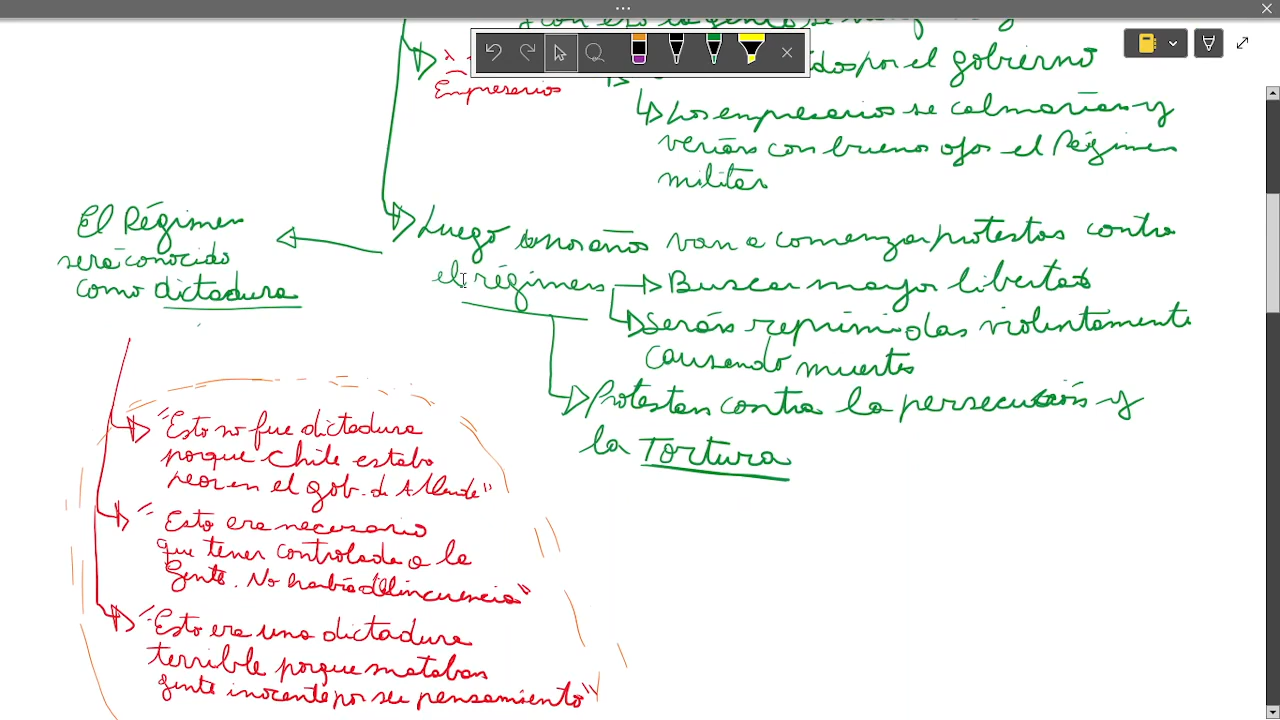 Empresarios
dos por el gobierno
Los empresarios se calmarían y
verían con buenos ojos el Régimen
militar
Luego unos años van a comenzar protestas contra
el régimen
Buscar mayor libertad
Serán reprimidas violentamente
causando muertes
Protestan contra la persecución y
la Tortura
El Régimen
será conocido
como dictadura
"Esto no fue dictadura
porque Chile estaba
peor en el gob. de Allende"
"Esto era necesario
que tener controlada a la
gente. No había delincuencia"
"Esto era una dictadura
terrible porque mataban
gente inocente por su pensamiento"